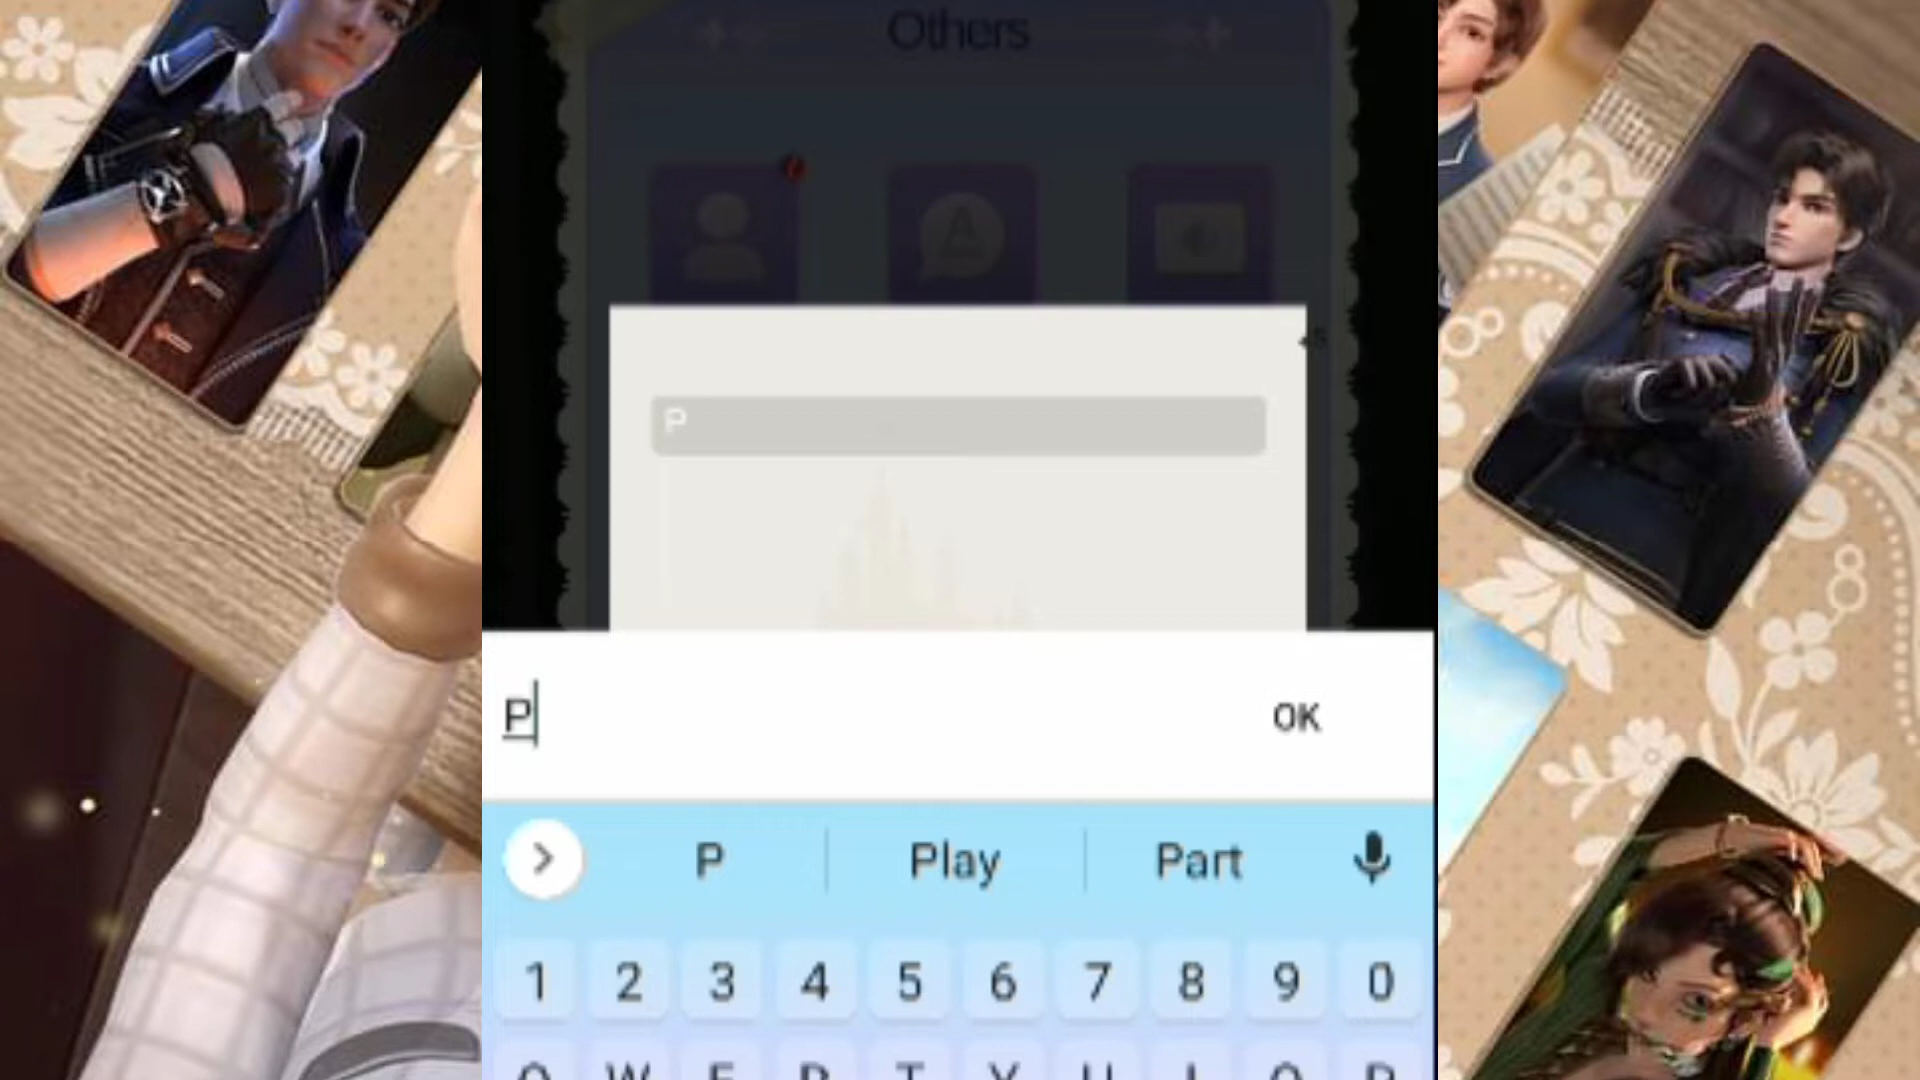 Others
A
P
P
OK
P Play Part
1 2 3 4 5 6 7 8 9 0
Q W E R T Y U I O P